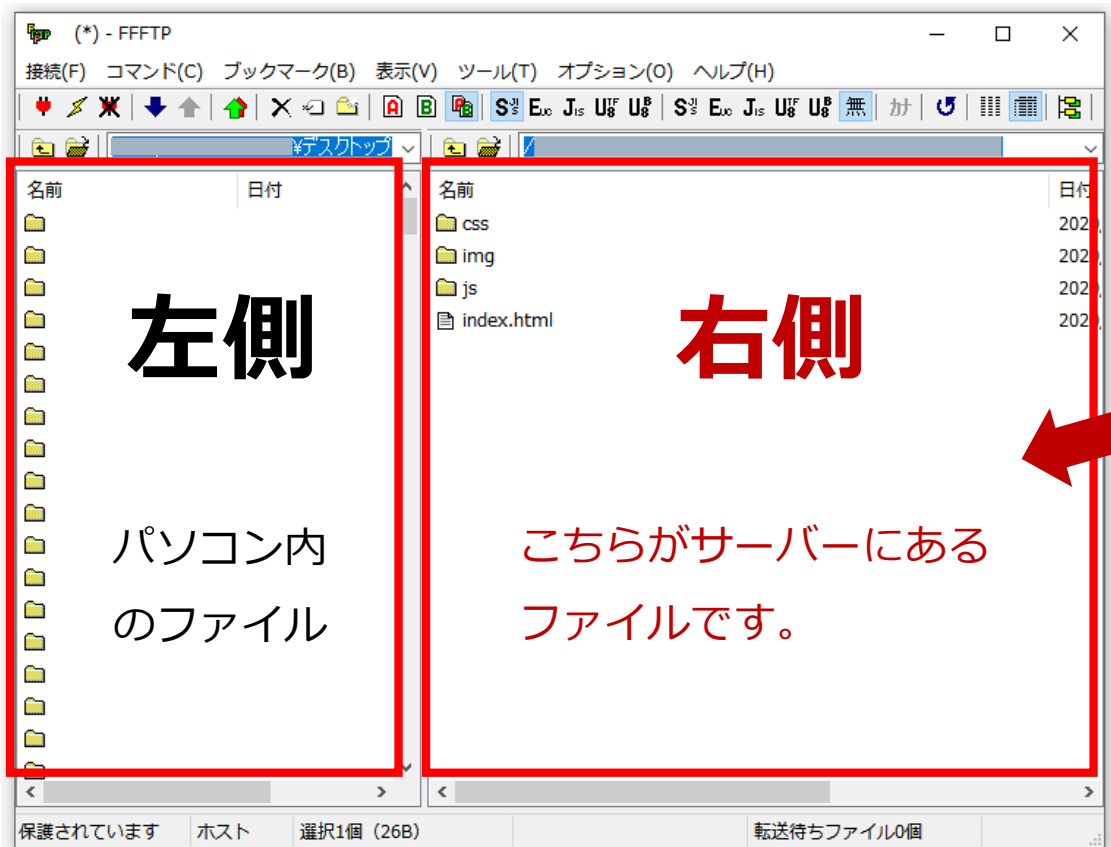 (*) - FFFTP
接続(F) コマンド(C) ブックマーク(B) 表示(V) ツール(T) オプション(O) ヘルプ(H)
¥デスクトップ /
名前 日付 名前 日付
css 2020
img 2020
js 2020
index.html 2020
左側 右側
パソコン内 こちらがサーバーにある
のファイル ファイルです。
保護されています ホスト 選択1個 (26B) 転送待ちファイル0個